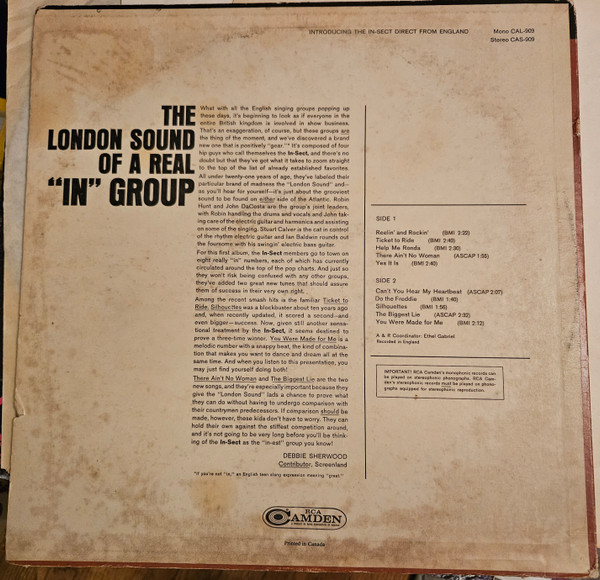 INTRODUCING THE IN-SECT DIRECT FROM ENGLAND
Mono CAL-909
Stereo CAS-909
THE
LONDON SOUND
OF A REAL
"IN" GROUP
What with all the English singing groups popping up
these days, it's beginning to look as if everyone in the
entire British kingdom is involved in show business.
That's an exaggeration, of course, but these groups are
the thing of the moment, and we've discovered a brand
new one that is positively "gear."* It's composed of four
hip guys who call themselves the In-Sect, and there's no
doubt but that they've got what it takes to zoom straight
to the top of the list of already established favorites.
All under twenty-one years of age, they've labeled their
particular brand of madness the "London Sound" and—
as you'll hear for yourself—it's just about the grooviest
sound to be found on either side of the Atlantic. Robin
Hunt and John DaCosta are the group's joint leaders,
with Robin handling the drums and vocals and John tak-
ing care of the electric guitar and harmonica and assisting
on some of the singing. Stuart Calver is the cat in control
of the rhythm electric guitar and Ian Baldwin rounds out
the foursome with his swingin' electric bass guitar.
For this first album, the In-Sect members go to town on
eight really "in" numbers, each of which has currently
circulated around the top of the pop charts. And just so
they won't risk being confused with any other groups,
they've added two great new tunes that should assure
them of success in their very own right.
Among the recent smash hits is the familiar Ticket to
Ride. Silhouettes was a blockbuster about ten years ago
and, when recently updated, it scored a second—and
even bigger—success. Now, given still another sensa-
tional treatment by the In-Sect, it seems destined to
prove a three-time winner. You Were Made for Me is a
melodic number with a snappy beat, the kind of combina-
tion that makes you want to dance and dream all at the
same time. And when you listen to this presentation, you
may just find yourself doing both!
There Ain't No Woman and The Biggest Lie are the two
new songs, and they're especially important because they
give the "London Sound" lads a chance to prove what
they can do without having to undergo comparison with
their countrymen predecessors. If comparison should be
made, however, these kids don't have to worry. They can
hold their own against the stiffest competition around,
and it's not going to be very long before you'll be think-
ing of the In-Sect as the "in-est" group you know!
DEBBIE SHERWOOD
Contributor, Screenland
*If you're not "in," an English teen slang expression meaning "great."
SIDE 1
Reelin' and Rockin' (BMI 2:22)
Ticket to Ride (BMI 2:45)
Help Me Ronda (BMI 2:30)
There Ain't No Woman (ASCAP 1:55)
Yes It Is (BMI 2:40)
SIDE 2
Can't You Hear My Heartbeat (ASCAP 2:07)
Do the Freddie (BMI 1:40)
Silhouettes (BMI 1:56)
The Biggest Lie (ASCAP 2:32)
You Were Made for Me (BMI 2:12)
A & R Coordinator: Ethel Gabriel
Recorded in England
IMPORTANT! RCA Camden's monophonic records can
be played on stereophonic phonographs. RCA Cam-
den's stereophonic records must be played on phono-
graphs equipped for stereophonic reproduction.
RCA
CAMDEN
Printed in Canada